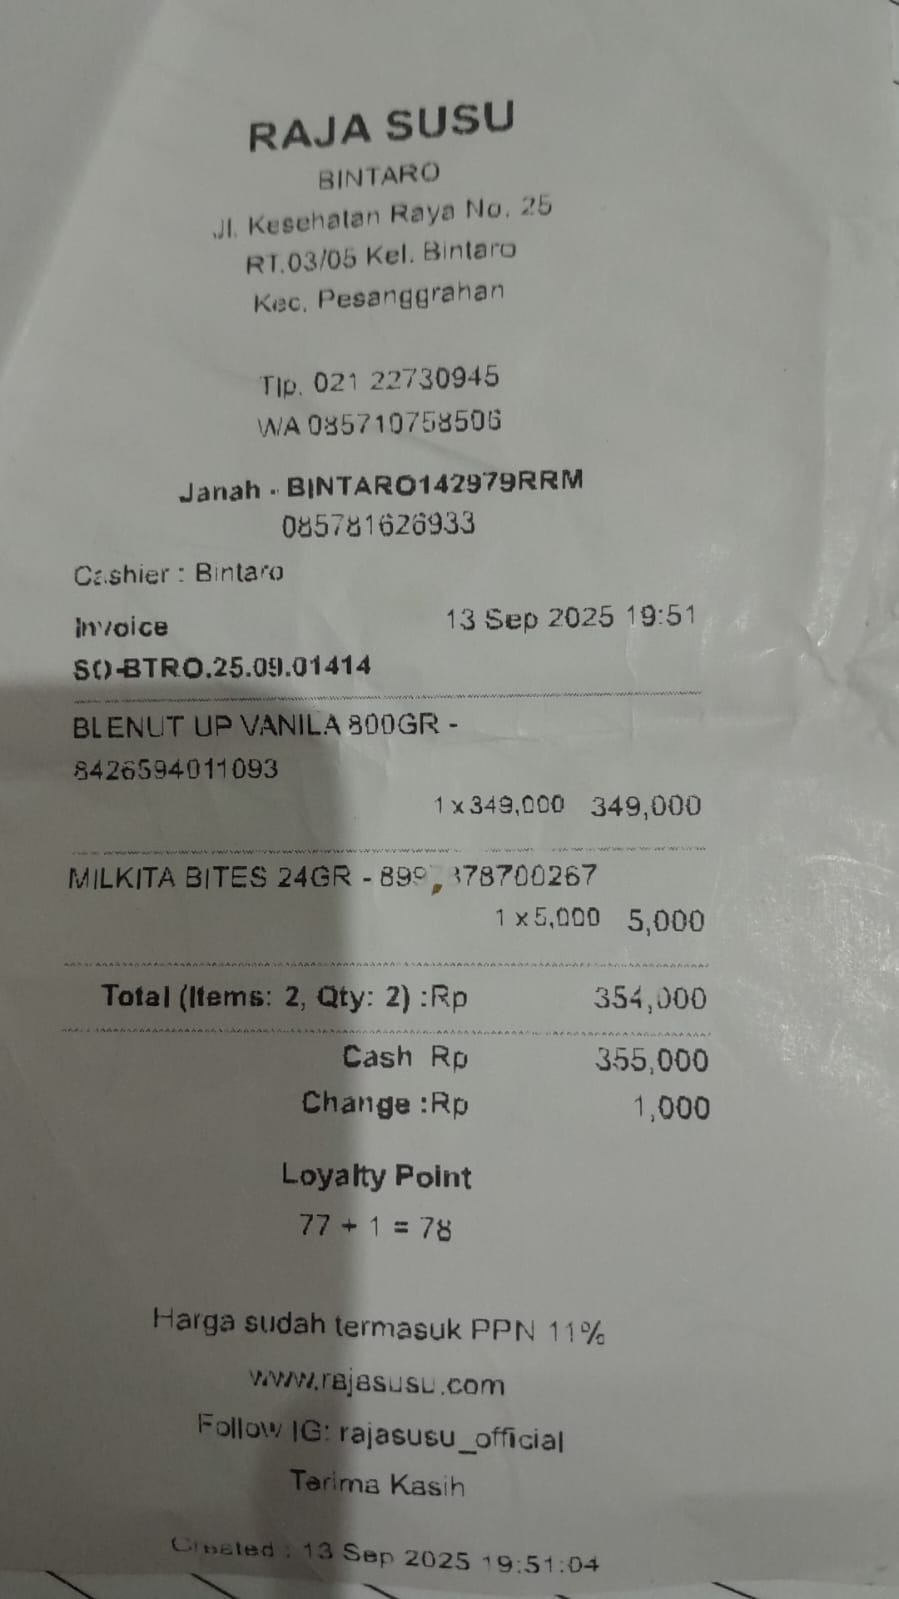 RAJA SUSU
BINTARO
Jl. Kesehatan Raya No. 25
RT.03/05 Kel. Bintaro
Kec. Pesanggrahan
Tlp. 021 22730945
WA 085710758506
Janah - BINTARO142979RRM
085781626933
Cashier : Bintaro
Invoice 13 Sep 2025 19:51
SO-BTRO.25.09.01414
BLENUT UP VANILA 800GR -
8426594011093
1 x 349,000 349,000
MILKITA BITES 24GR -
1 x 5,000 5,000
Total (Items: 2, Qty: 2) :Rp 354,000
Cash Rp 355,000
Change :Rp 1,000
Loyalty Point
77 + 1 = 78
Harga sudah termasuk PPN 11%
www.rajasusu.com
Follow IG: rajasusu_official
Terima Kasih
Created : 13 Sep 2025 19:51:04